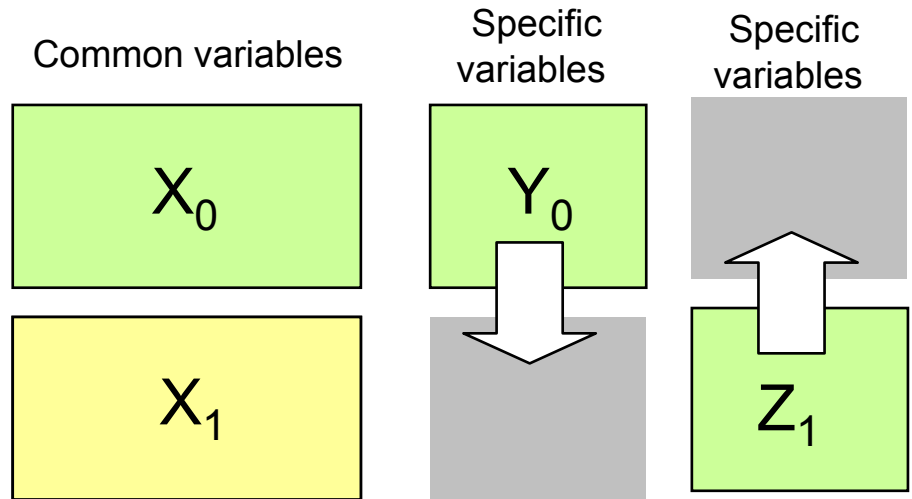 Common variables
Specific
variables
Specific
variables
X₀
Y₀
X₁
Z₁